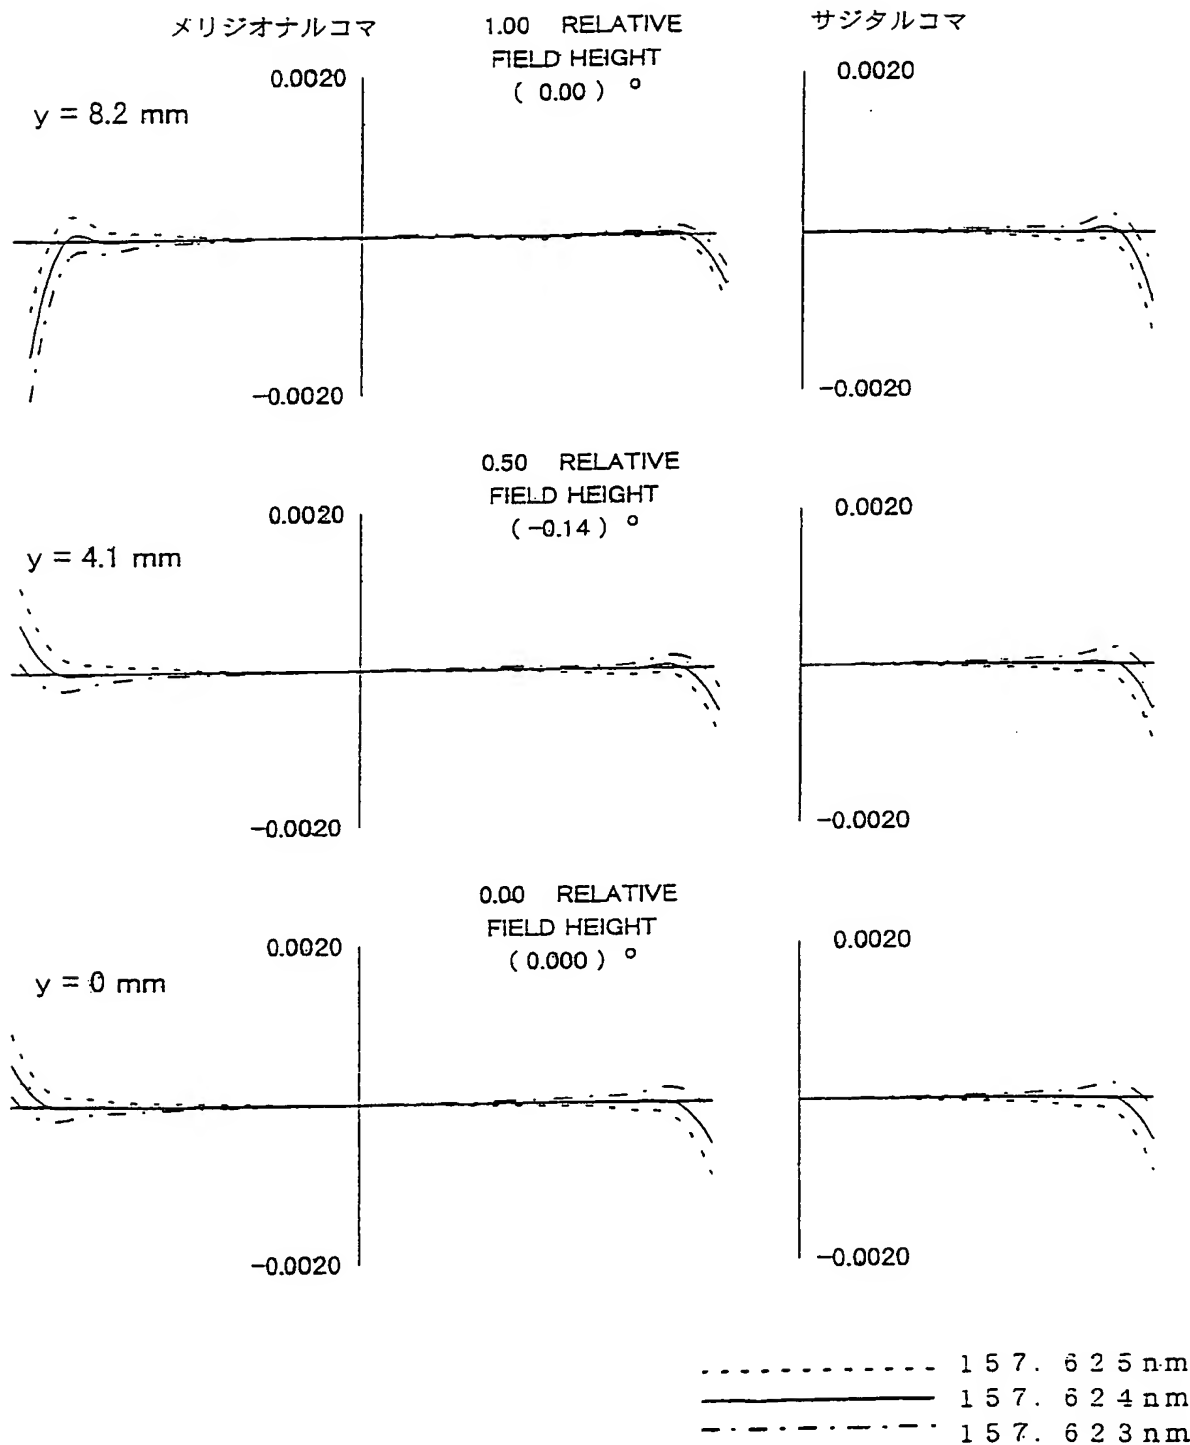 メリジオナルコマ
1.00 RELATIVE
FIELD HEIGHT
( 0.00 ) °
サジタルコマ
0.0020
0.0020
y = 8.2 mm
-0.0020
-0.0020
0.50 RELATIVE
FIELD HEIGHT
( -0.14 ) °
0.0020
0.0020
y = 4.1 mm
-0.0020
-0.0020
0.00 RELATIVE
FIELD HEIGHT
( 0.000 ) °
0.0020
0.0020
y = 0 mm
-0.0020
-0.0020
157.625nm
157.624nm
157.623nm